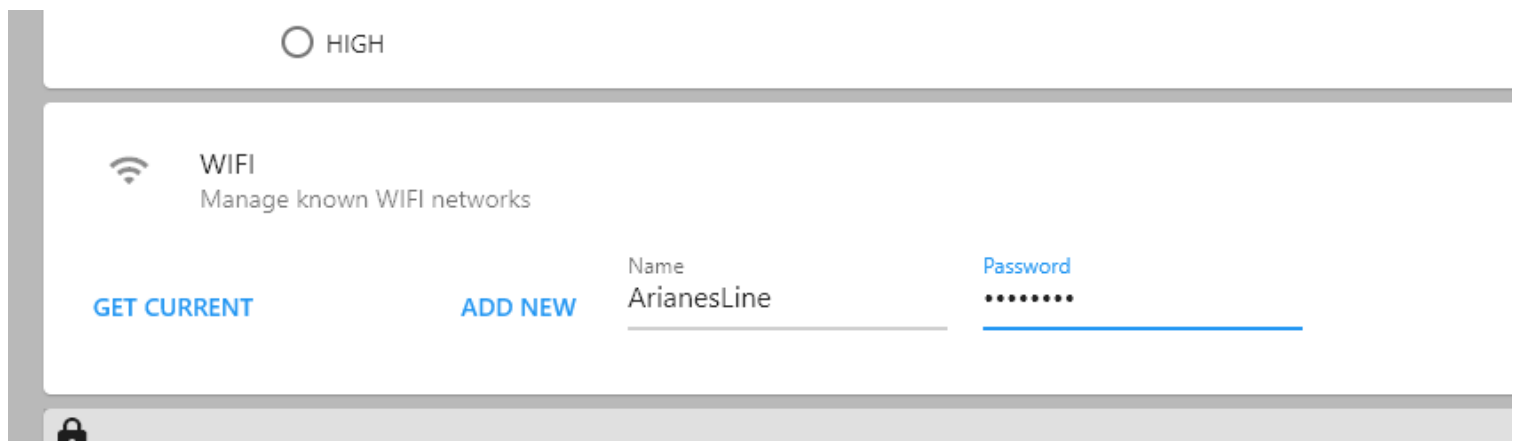 HIGH
WIFI
Manage known WIFI networks
Name
Password
GET CURRENT
ADD NEW
ArianesLine
••••••••